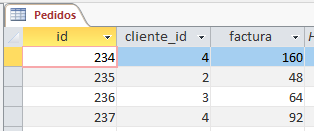 Pedidos
id cliente_id factura
234 4 160
235 2 48
236 3 64
237 4 92